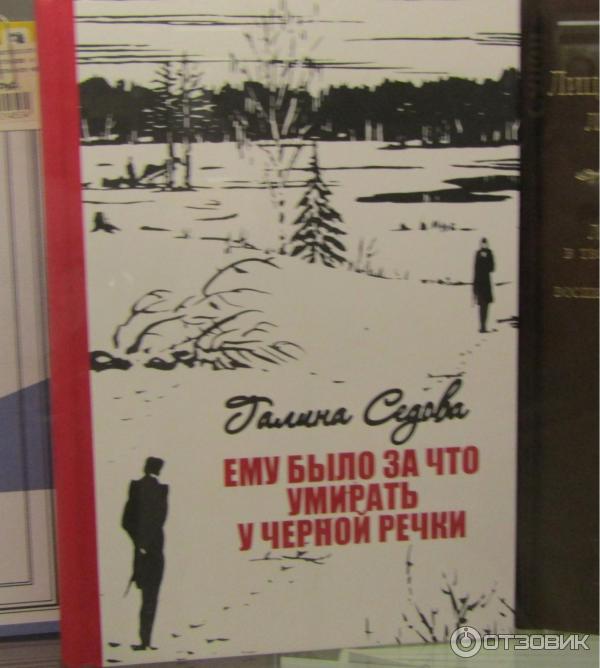 Галина Седова
ЕМУ БЫЛО ЗА ЧТО
УМИРАТЬ
У ЧЕРНОЙ РЕЧКИ
ОТЗОВИК